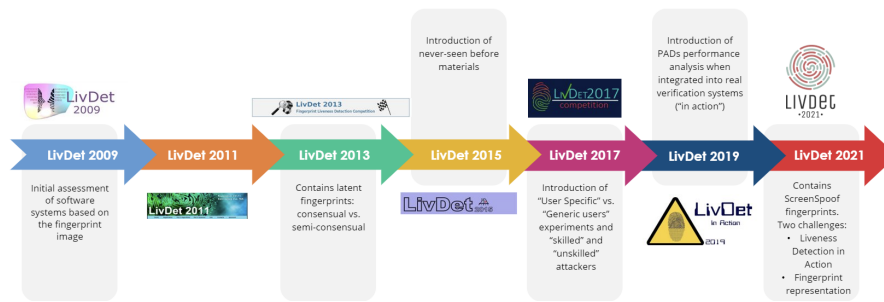 LivDet
2009
LivDet 2009
Initial assessment
of software
systems based on
the fingerprint
image
LivDet 2011
LivDet 2011
LivDet 2013
Fingerprint Liveness Detection Competition
LivDet 2013
Contains latent
fingerprints:
consensual vs.
semi-consensual
Introduction of
never-seen before
materials
LivDet 2015
LivDet
2015
LIVDET2017
competition
LivDet 2017
Introduction of
"User Specific" vs.
"Generic users"
experiments and
"skilled" and
"unskilled"
attackers
Introduction of
PADs performance
analysis when
integrated into real
verification systems
("in action")
LivDet 2019
LivDet
In Action
2019
LIVDET
•2021•
LivDet 2021
Contains
ScreenSpoof
fingerprints.
Two challenges:
• Liveness
Detection in
Action
• Fingerprint
representation